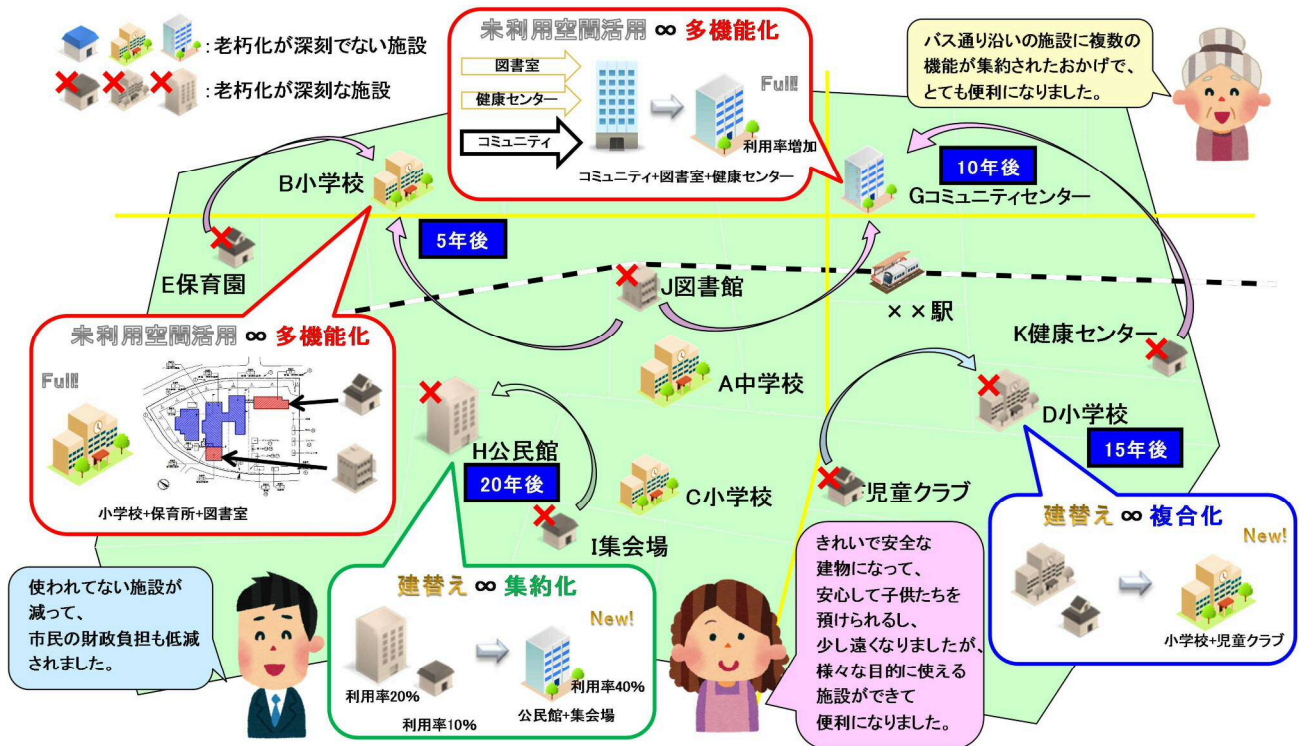 :老朽化が深刻でない施設
:老朽化が深刻な施設
未利用空間活用 ∞ 多機能化
図書室
健康センター
コミュニティ
Full!
利用率増加
コミュニティ+図書室+健康センター
バス通り沿いの施設に複数の
機能が集約されたおかげで、
とても便利になりました。
B小学校
10年後
Gコミュニティセンター
5年後
E保育園
J図書館
××駅
K健康センター
未利用空間活用 ∞ 多機能化
Full!
小学校+保育所+図書室
A中学校
D小学校
15年後
H公民館
20年後
C小学校
児童クラブ
I集会場
建替え ∞ 複合化
New!
小学校+児童クラブ
使われてない施設が
減って、
市民の財政負担も低減
されました。
建替え ∞ 集約化
New!
利用率20%
利用率10%
利用率40%
公民館+集会場
きれいで安全な
建物になって、
安心して子供たちを
預けられるし、
少し遠くなりましたが、
様々な目的に使える
施設ができて
便利になりました。